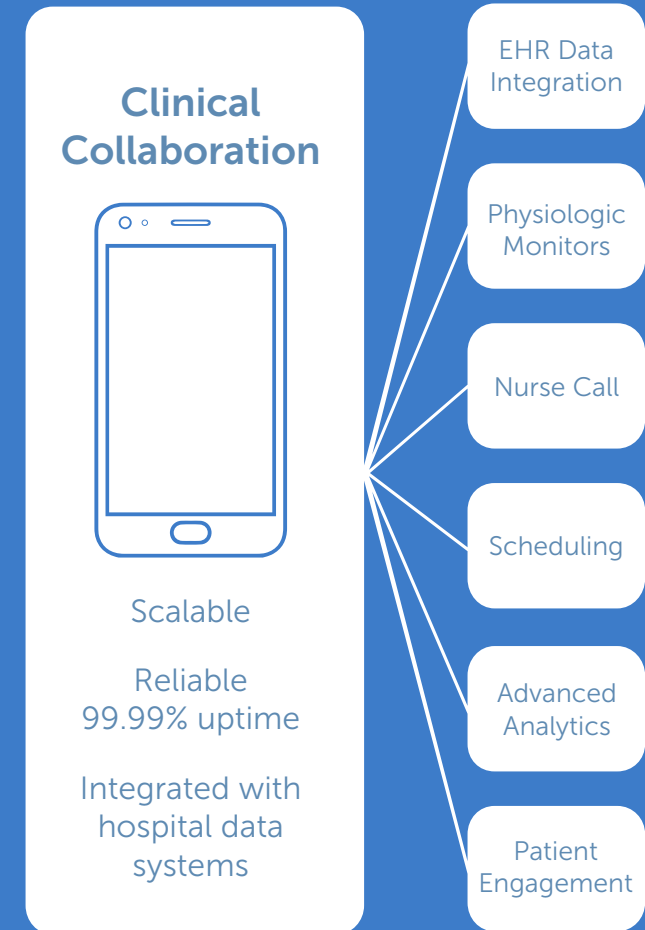 Clinical
Collaboration
Scalable
Reliable
99.99% uptime
Integrated with
hospital data
systems
EHR Data
Integration
Physiologic
Monitors
Nurse Call
Scheduling
Advanced
Analytics
Patient
Engagement